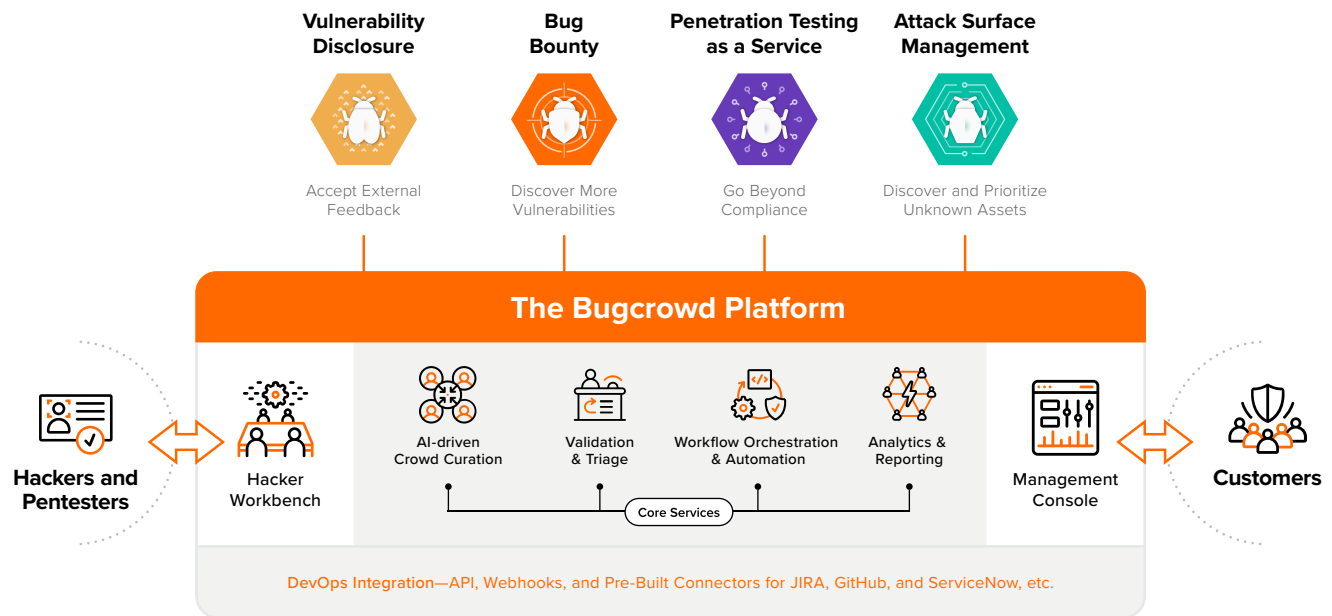 Vulnerability
Disclosure
Bug
Bounty
Penetration Testing
as a Service
Attack Surface
Management
Accept External
Feedback
Discover More
Vulnerabilities
Go Beyond
Compliance
Discover and Prioritize
Unknown Assets
The Bugcrowd Platform
Hackers and
Pentesters
Hacker
Workbench
AI-driven
Crowd Curation
Validation
& Triage
</>
Workflow Orchestration
& Automation
Analytics &
Reporting
Core Services
Management
Console
Customers
DevOps Integration—API, Webhooks, and Pre-Built Connectors for JIRA, GitHub, and ServiceNow, etc.